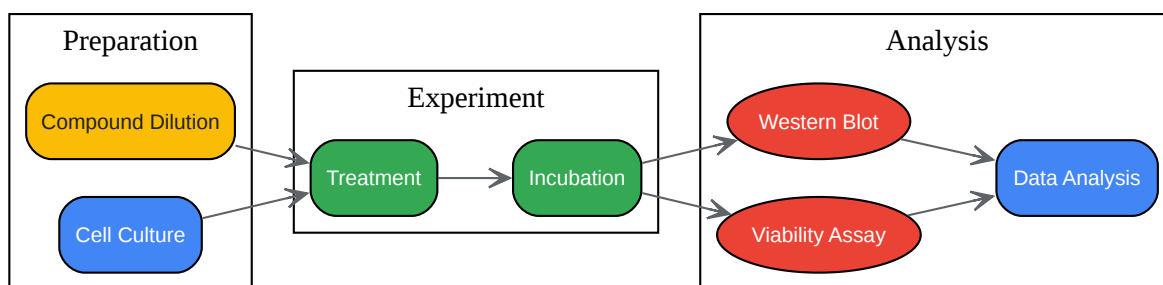 Preparation
Compound Dilution
Cell Culture
Experiment
Treatment
Incubation
Analysis
Western Blot
Viability Assay
Data Analysis